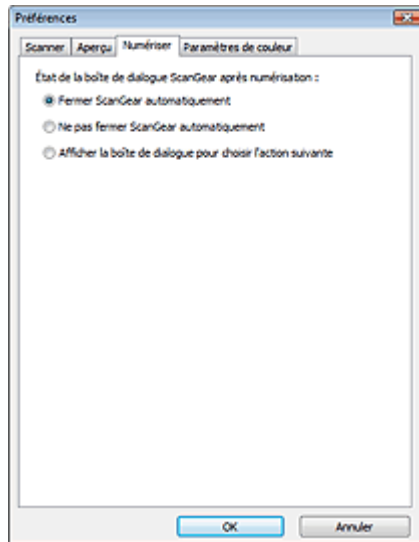 Préférences
Scanner Aperçu Numériser Paramètres de couleur
État de la boîte de dialogue ScanGear après numérisation :
Fermer ScanGear automatiquement
Ne pas fermer ScanGear automatiquement
Afficher la boîte de dialogue pour choisir l'action suivante
OK Annuler